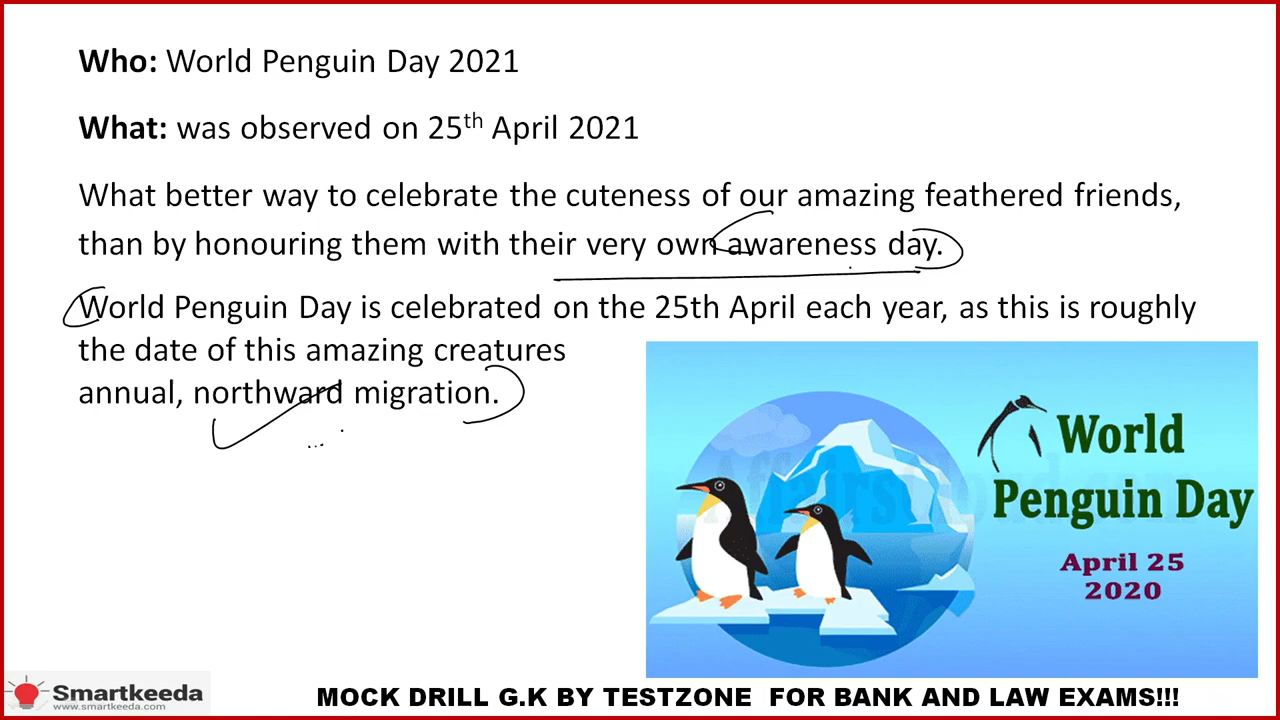 Who: World Penguin Day 2021
What: was observed on 25th April 2021
What better way to celebrate the cuteness of our amazing feathered friends,
than by honouring them with their very own awareness day.
World Penguin Day is celebrated on the 25th April each year, as this is roughly
the date of this amazing creatures
annual, northward migration.
World
Penguin Day
April 25
2020
Smartkeeda
www.smartkeeda.com
MOCK DRILL G.K BY TESTZONE FOR BANK AND LAW EXAMS!!!